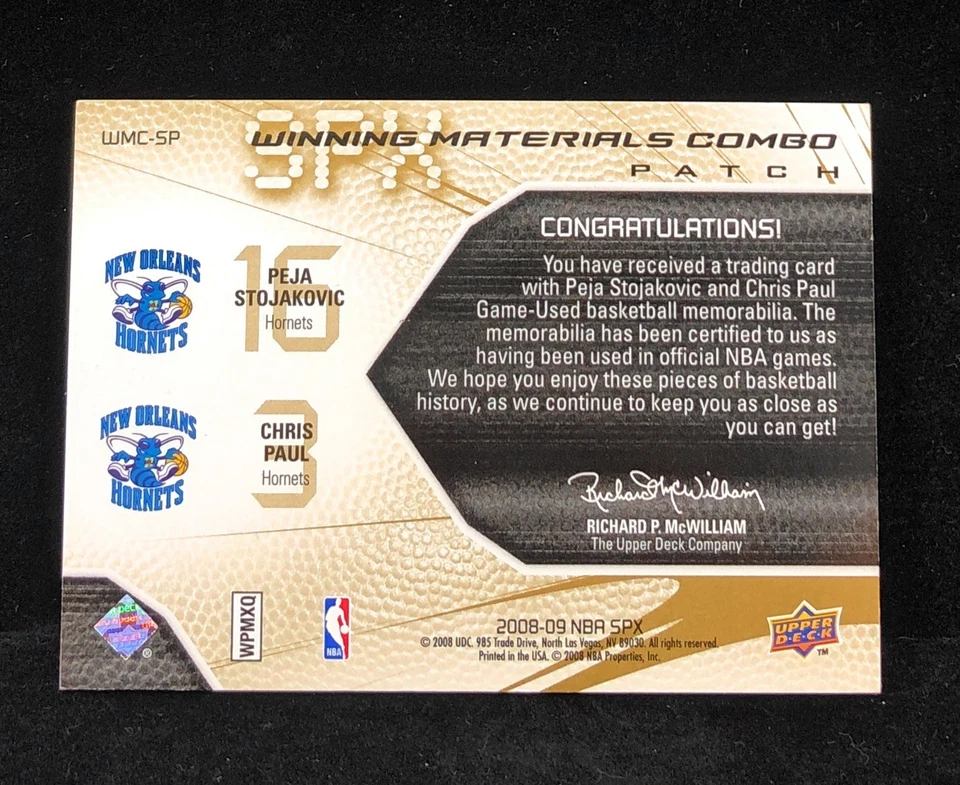 WMC-SP
SPX
WINNING MATERIALS COMBO
PATCH
NEW ORLEANS
HORNETS
16
PEJA
STOJAKOVIC
Hornets
NEW ORLEANS
HORNETS
3
CHRIS
PAUL
Hornets
CONGRATULATIONS!
You have received a trading card
with Peja Stojakovic and Chris Paul
Game-Used basketball memorabilia. The
memorabilia has been certified to us as
having been used in official NBA games.
We hope you enjoy these pieces of basketball
history, as we continue to keep you as close as
you can get!
Richard McWilliam
RICHARD P. McWILLIAM
The Upper Deck Company
®
WPMXQ
NBA
2008-09 NBA SPX
© 2008 UDC. 985 Trade Drive, North Las Vegas, NV 89030. All rights reserved.
Printed in the USA. © 2008 NBA Properties, Inc.
UPPER
DECK
TM